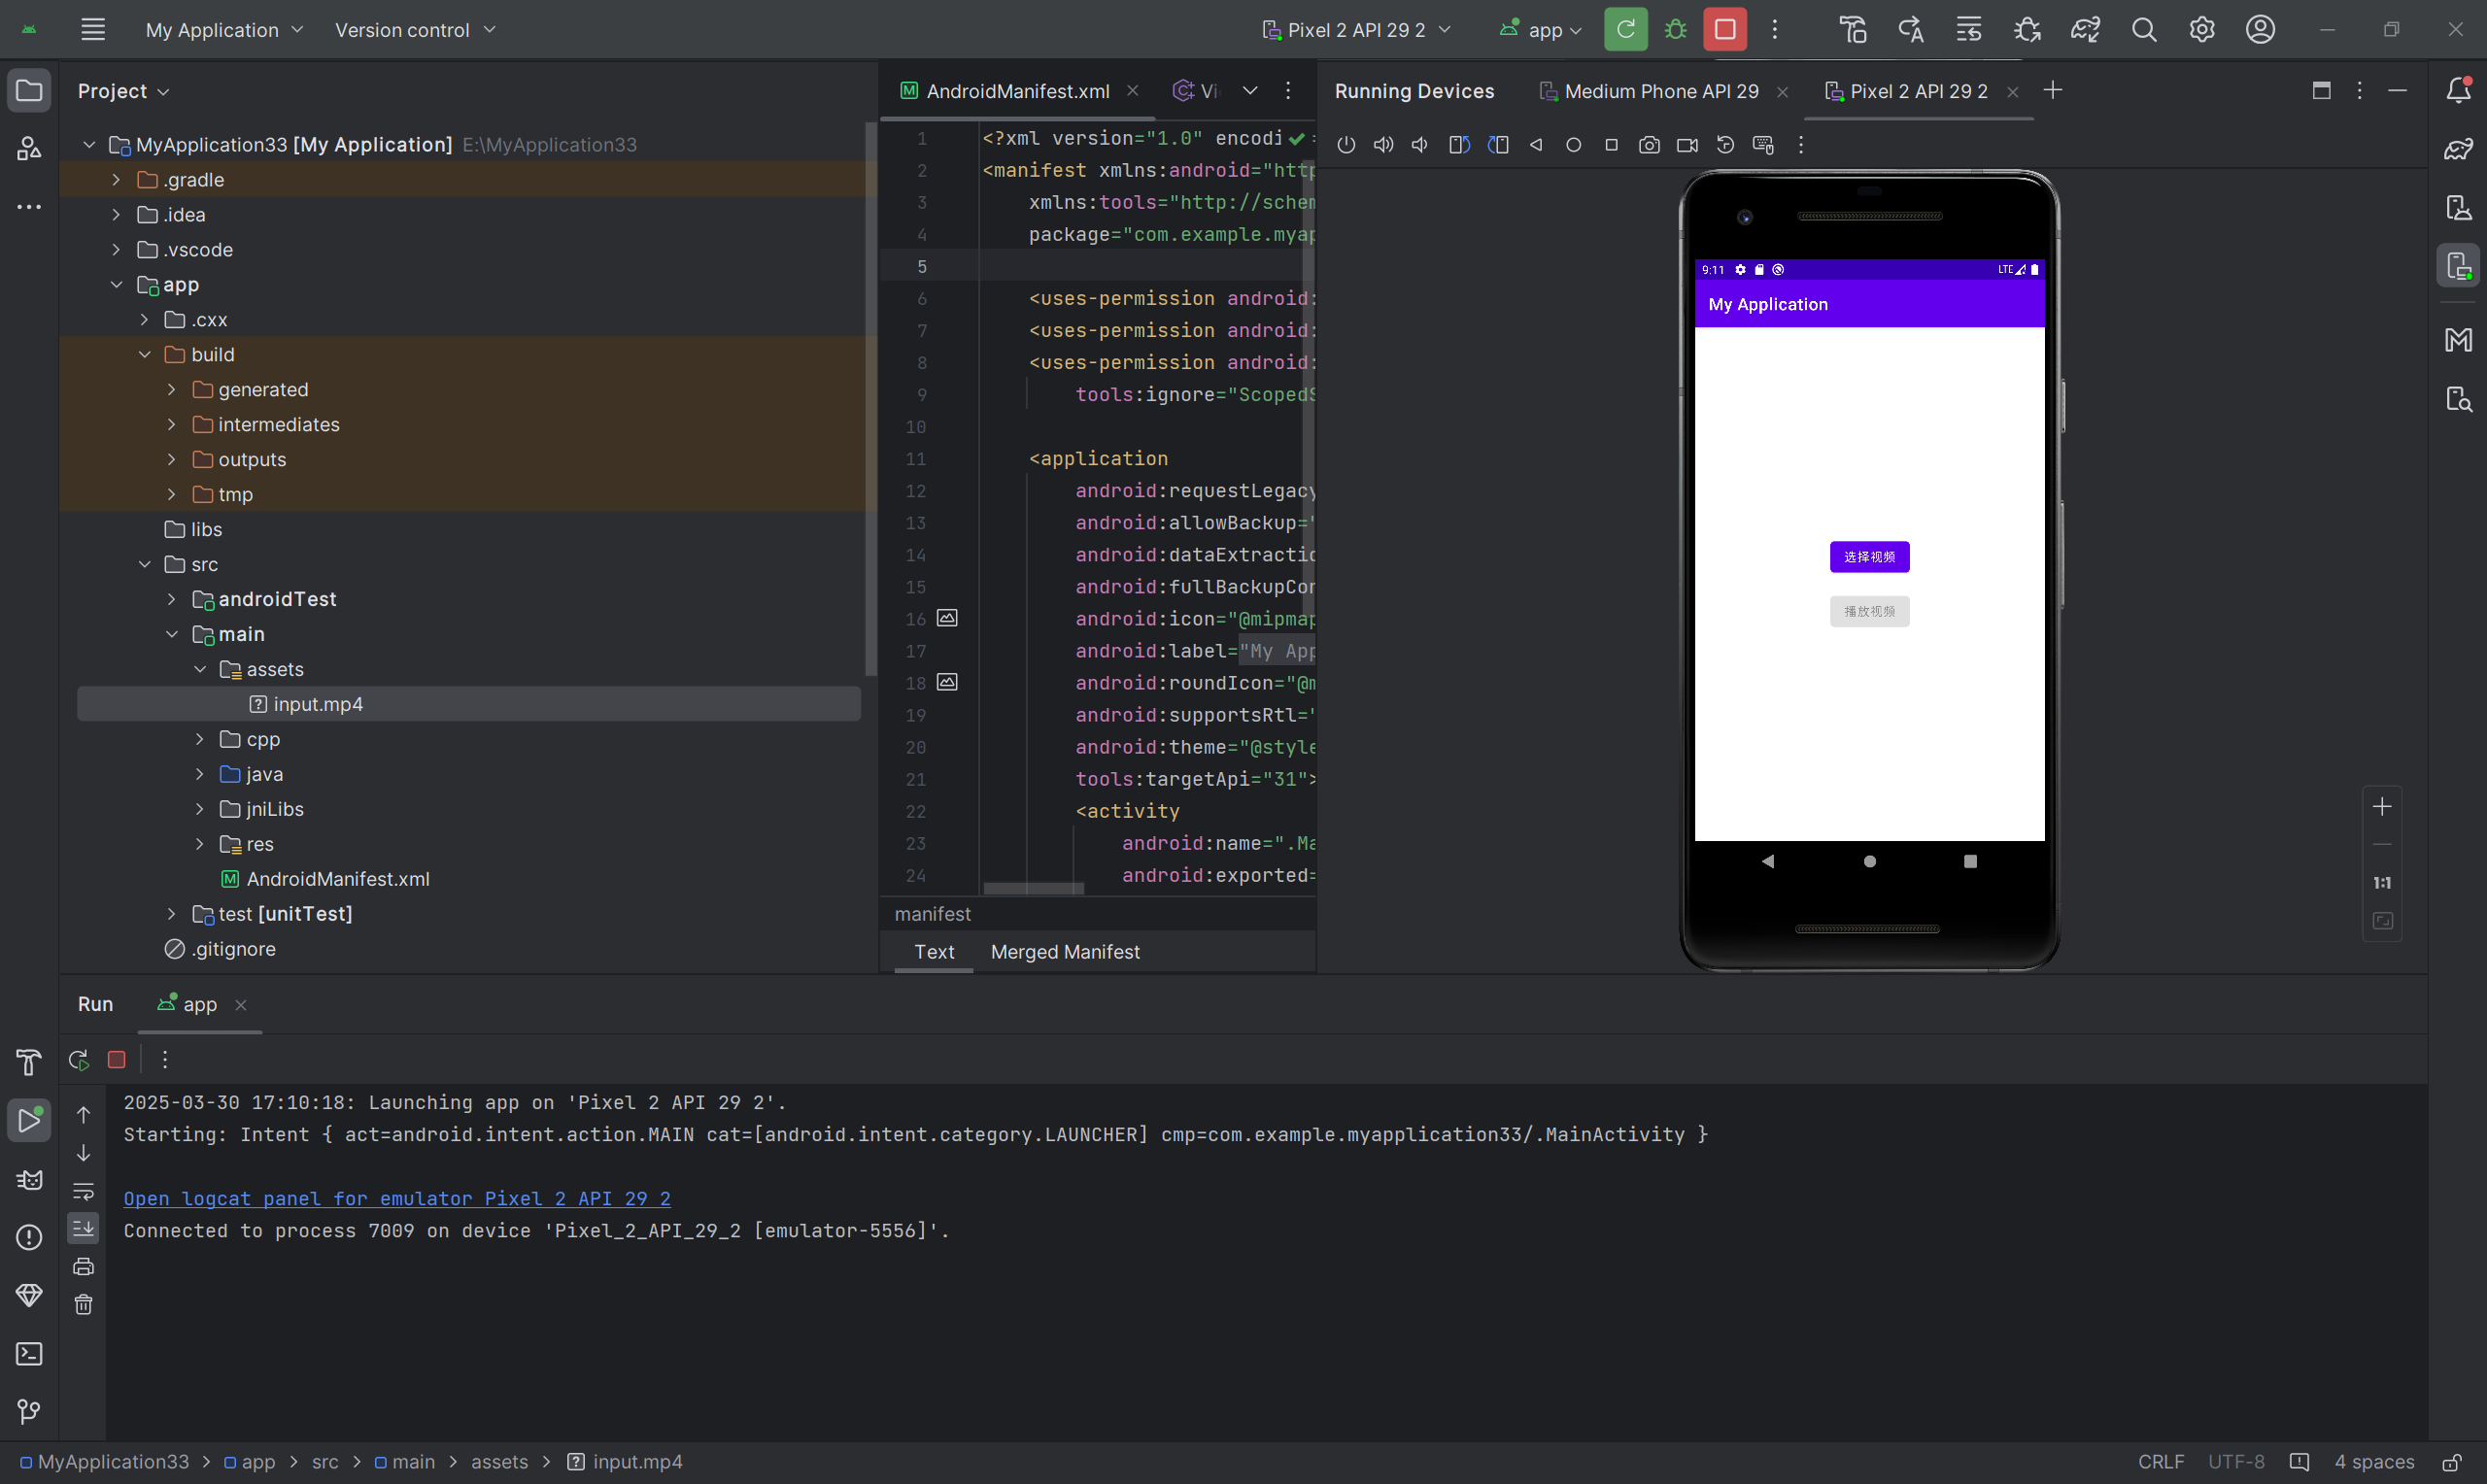 My Application
Version control
Pixel 2 API 29 2
app
Project
AndroidManifest.xml
Running Devices
Medium Phone API 29
Pixel 2 API 29 2
MyApplication33 [My Application] E:\MyApplication33
.gradle
.idea
.vscode
app
.cxx
build
generated
intermediates
outputs
tmp
libs
src
androidTest
main
assets
input.mp4
cpp
java
jniLibs
res
AndroidManifest.xml
test [unitTest]
.gitignore
1 <?xml version="1.0" encodi
2 <manifest xmlns:android="http
3 xmlns:tools="http://schem
4 package="com.example.myap
5
6 <uses-permission android:
7 <uses-permission android:
8 <uses-permission android:
9 tools:ignore="ScopedS
10
11 <application
12 android:requestLegacy
13 android:allowBackup="
14 android:dataExtractio
15 android:fullBackupCon
16 android:icon="@mipmap
17 android:label="My App
18 android:roundIcon="@m
19 android:supportsRtl="
20 android:theme="@style
21 tools:targetApi="31">
22 <activity
23 android:name=".Ma
24 android:exported=
manifest
Text Merged Manifest
9:11 LTE
My Application
选择视频
播放视频
1:1
Run app
2025-03-30 17:10:18: Launching app on 'Pixel 2 API 29 2'.
Starting: Intent { act=android.intent.action.MAIN cat=[android.intent.category.LAUNCHER] cmp=com.example.myapplication33/.MainActivity }
Open logcat panel for emulator Pixel 2 API 29 2
Connected to process 7009 on device 'Pixel_2_API_29_2 [emulator-5556]'.
MyApplication33 > app > src > main > assets > input.mp4
CRLF UTF-8 4 spaces